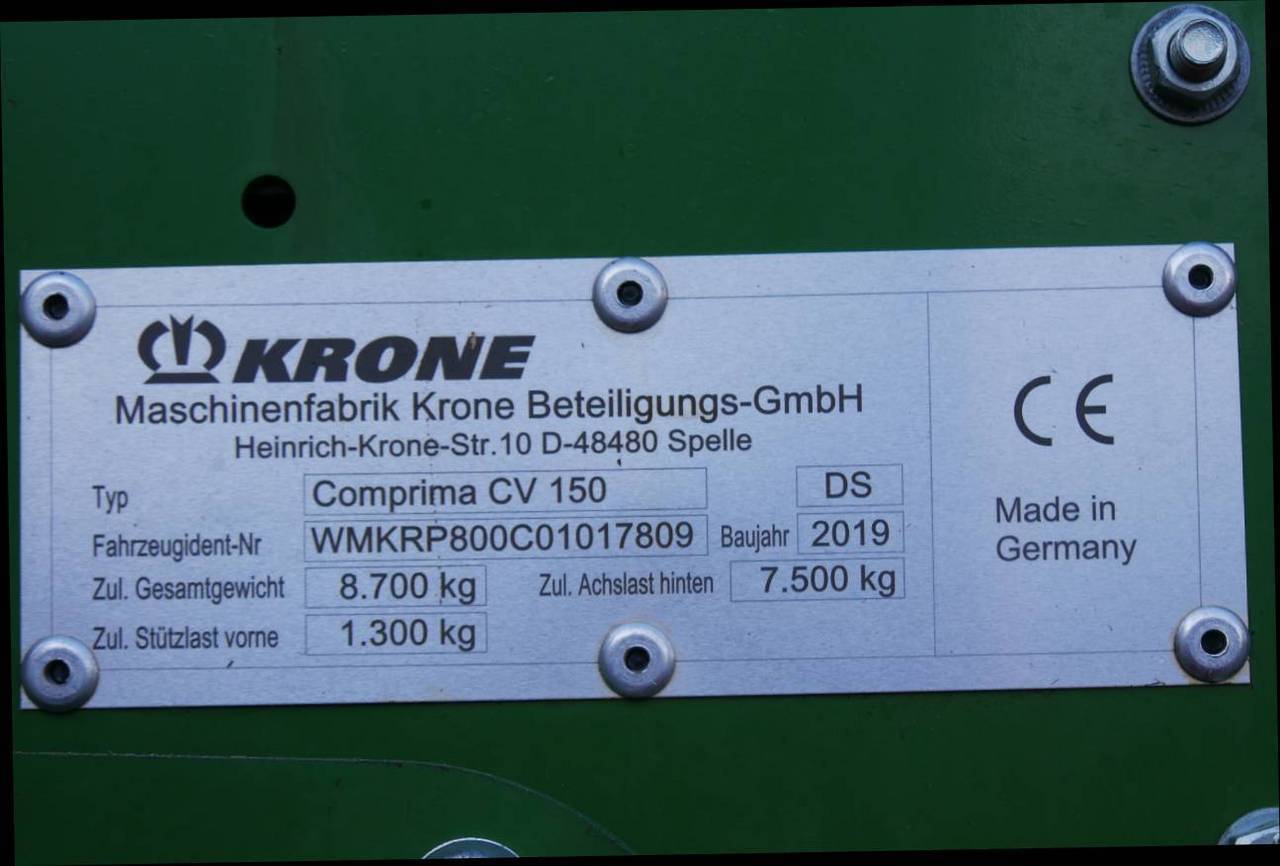 KRONE
Maschinenfabrik Krone Beteiligungs-GmbH
Heinrich-Krone-Str.10 D-48480 Spelle
Typ Comprima CV 150 DS
Fahrzeugident-Nr WMKRP800C01017809 Baujahr 2019
Zul. Gesamtgewicht 8.700 kg Zul. Achslast hinten 7.500 kg
Zul. Stützlast vorne 1.300 kg
CE
Made in
Germany